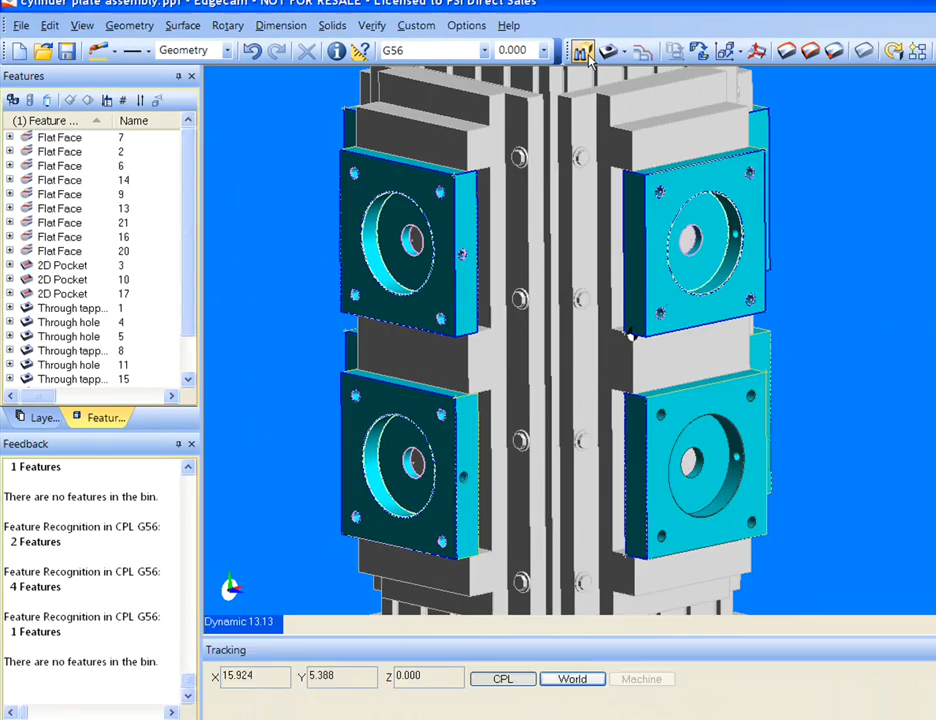 cylinder plate assembly.ppf - Edgecam - NOT FOR RESALE - Licensed to PSI Direct Sales
File Edit View Geometry Surface Rotary Dimension Solids Verify Custom Options Help
Geometry G56 0.000
Features
(1) Feature ... Name
Flat Face 7
Flat Face 2
Flat Face 6
Flat Face 14
Flat Face 9
Flat Face 13
Flat Face 21
Flat Face 16
Flat Face 20
2D Pocket 3
2D Pocket 10
2D Pocket 17
Through tapp... 1
Through hole 4
Through hole 5
Through tapp... 8
Through hole 11
Through tapp... 15
Laye... Featur...
Feedback
1 Features
There are no features in the bin.
Feature Recognition in CPL G56:
2 Features
Feature Recognition in CPL G56:
4 Features
Feature Recognition in CPL G56:
1 Features
There are no features in the bin.
Dynamic 13.13
Tracking
X 15.924 Y 5.388 Z 0.000 CPL World Machine